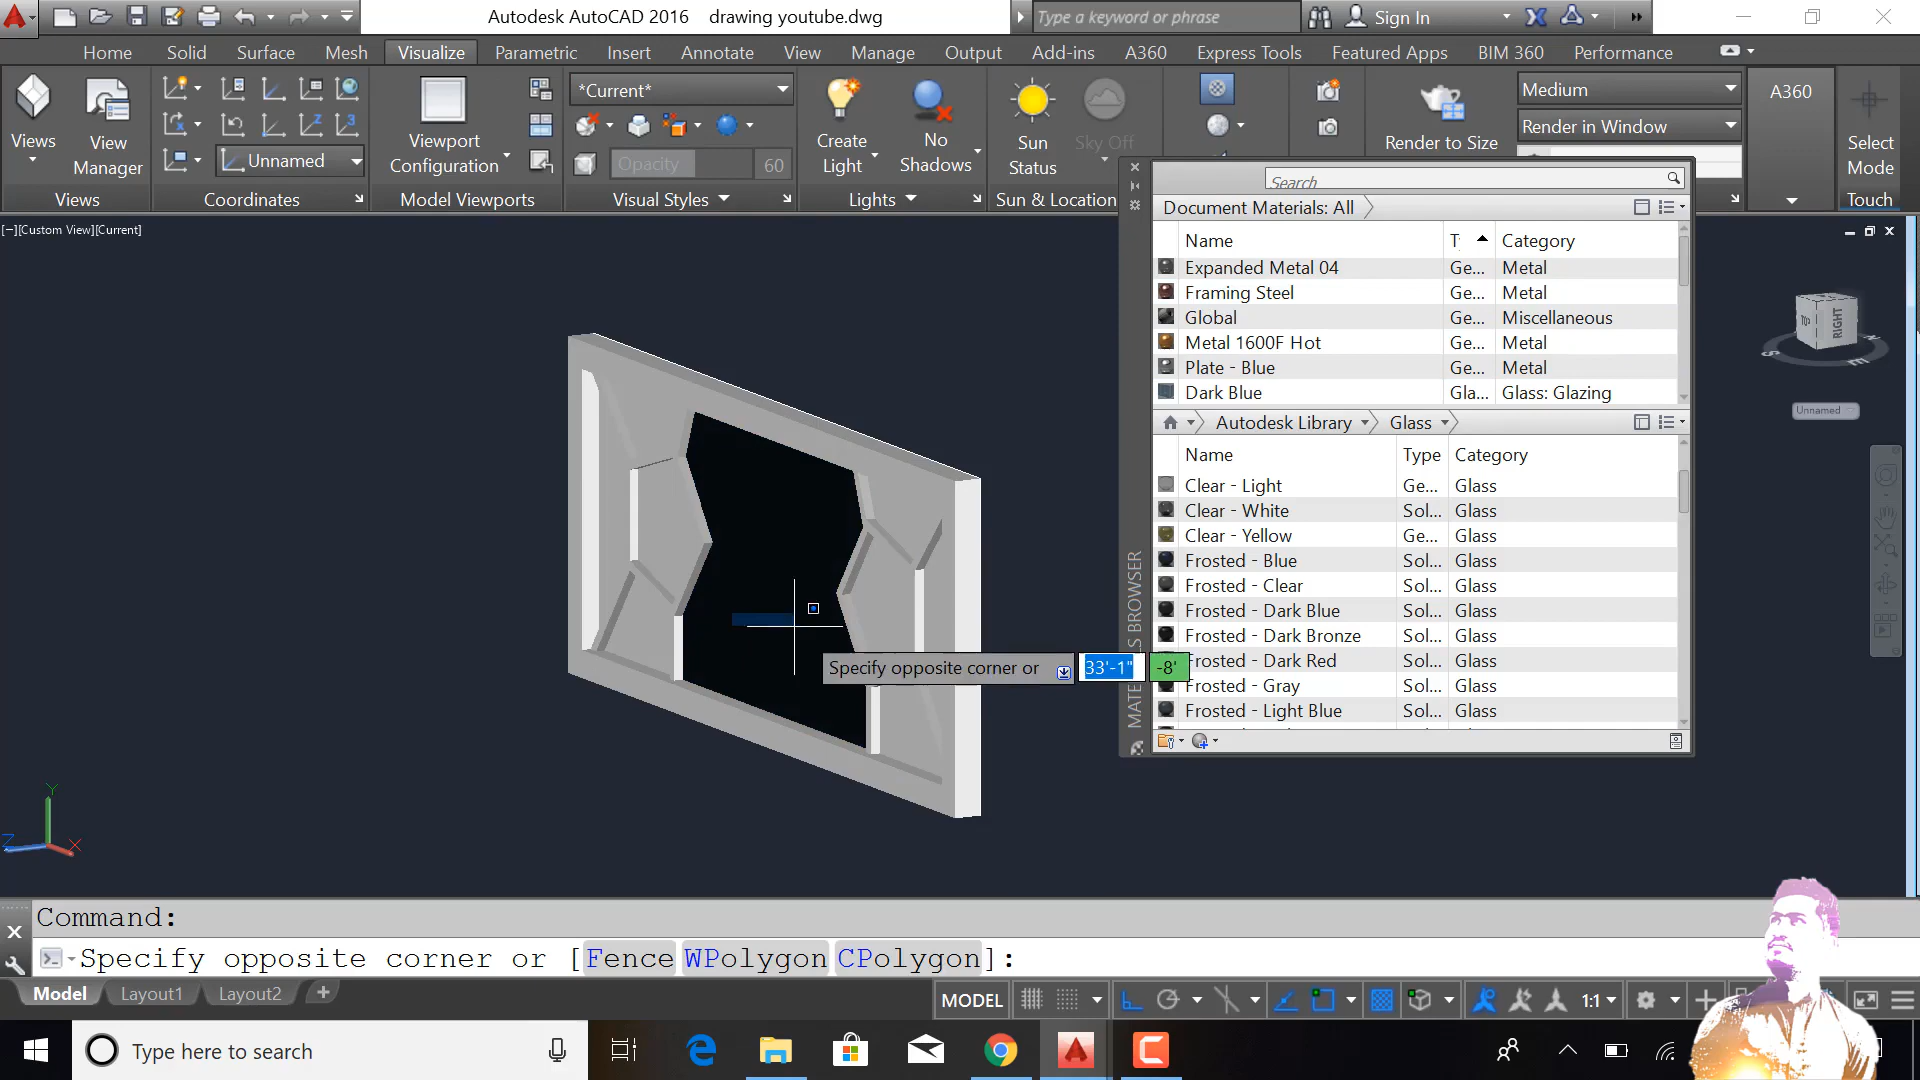 Autodesk AutoCAD 2016 drawing youtube.dwg
Type a keyword or phrase
Sign In
Home Solid Surface Mesh Visualize Parametric Insert Annotate View Manage Output Add-ins A360 Express Tools Featured Apps BIM 360 Performance
Views
View
Manager
Unnamed
Viewport
Configuration
*Current*
Opacity
60
Create
Light
No
Shadows
Sun
Status
Sky Off
Render to Size
Medium
Render in Window
A360
Select
Mode
Views
Coordinates
Model Viewports
Visual Styles
Lights
Sun & Location
Touch
[−][Custom View][Current]
Search
Document Materials: All
Name T Category
Expanded Metal 04 Ge... Metal
Framing Steel Ge... Metal
Global Ge... Miscellaneous
Metal 1600F Hot Ge... Metal
Plate - Blue Ge... Metal
Dark Blue Gla... Glass: Glazing
Autodesk Library Glass
Name Type Category
Clear - Light Ge... Glass
Clear - White Sol... Glass
Clear - Yellow Ge... Glass
Frosted - Blue Sol... Glass
Frosted - Clear Sol... Glass
Frosted - Dark Blue Sol... Glass
Frosted - Dark Bronze Sol... Glass
Frosted - Dark Red Sol... Glass
Frosted - Gray Sol... Glass
Frosted - Light Blue Sol... Glass
BROWSER
TOP
RIGHT
S
E
N
Unnamed
Specify opposite corner or 33'-1" -8'
Y
Z
X
Command:
Specify opposite corner or [Fence WPolygon CPolygon]:
Model Layout1 Layout2 +
MODEL
1:1
Type here to search